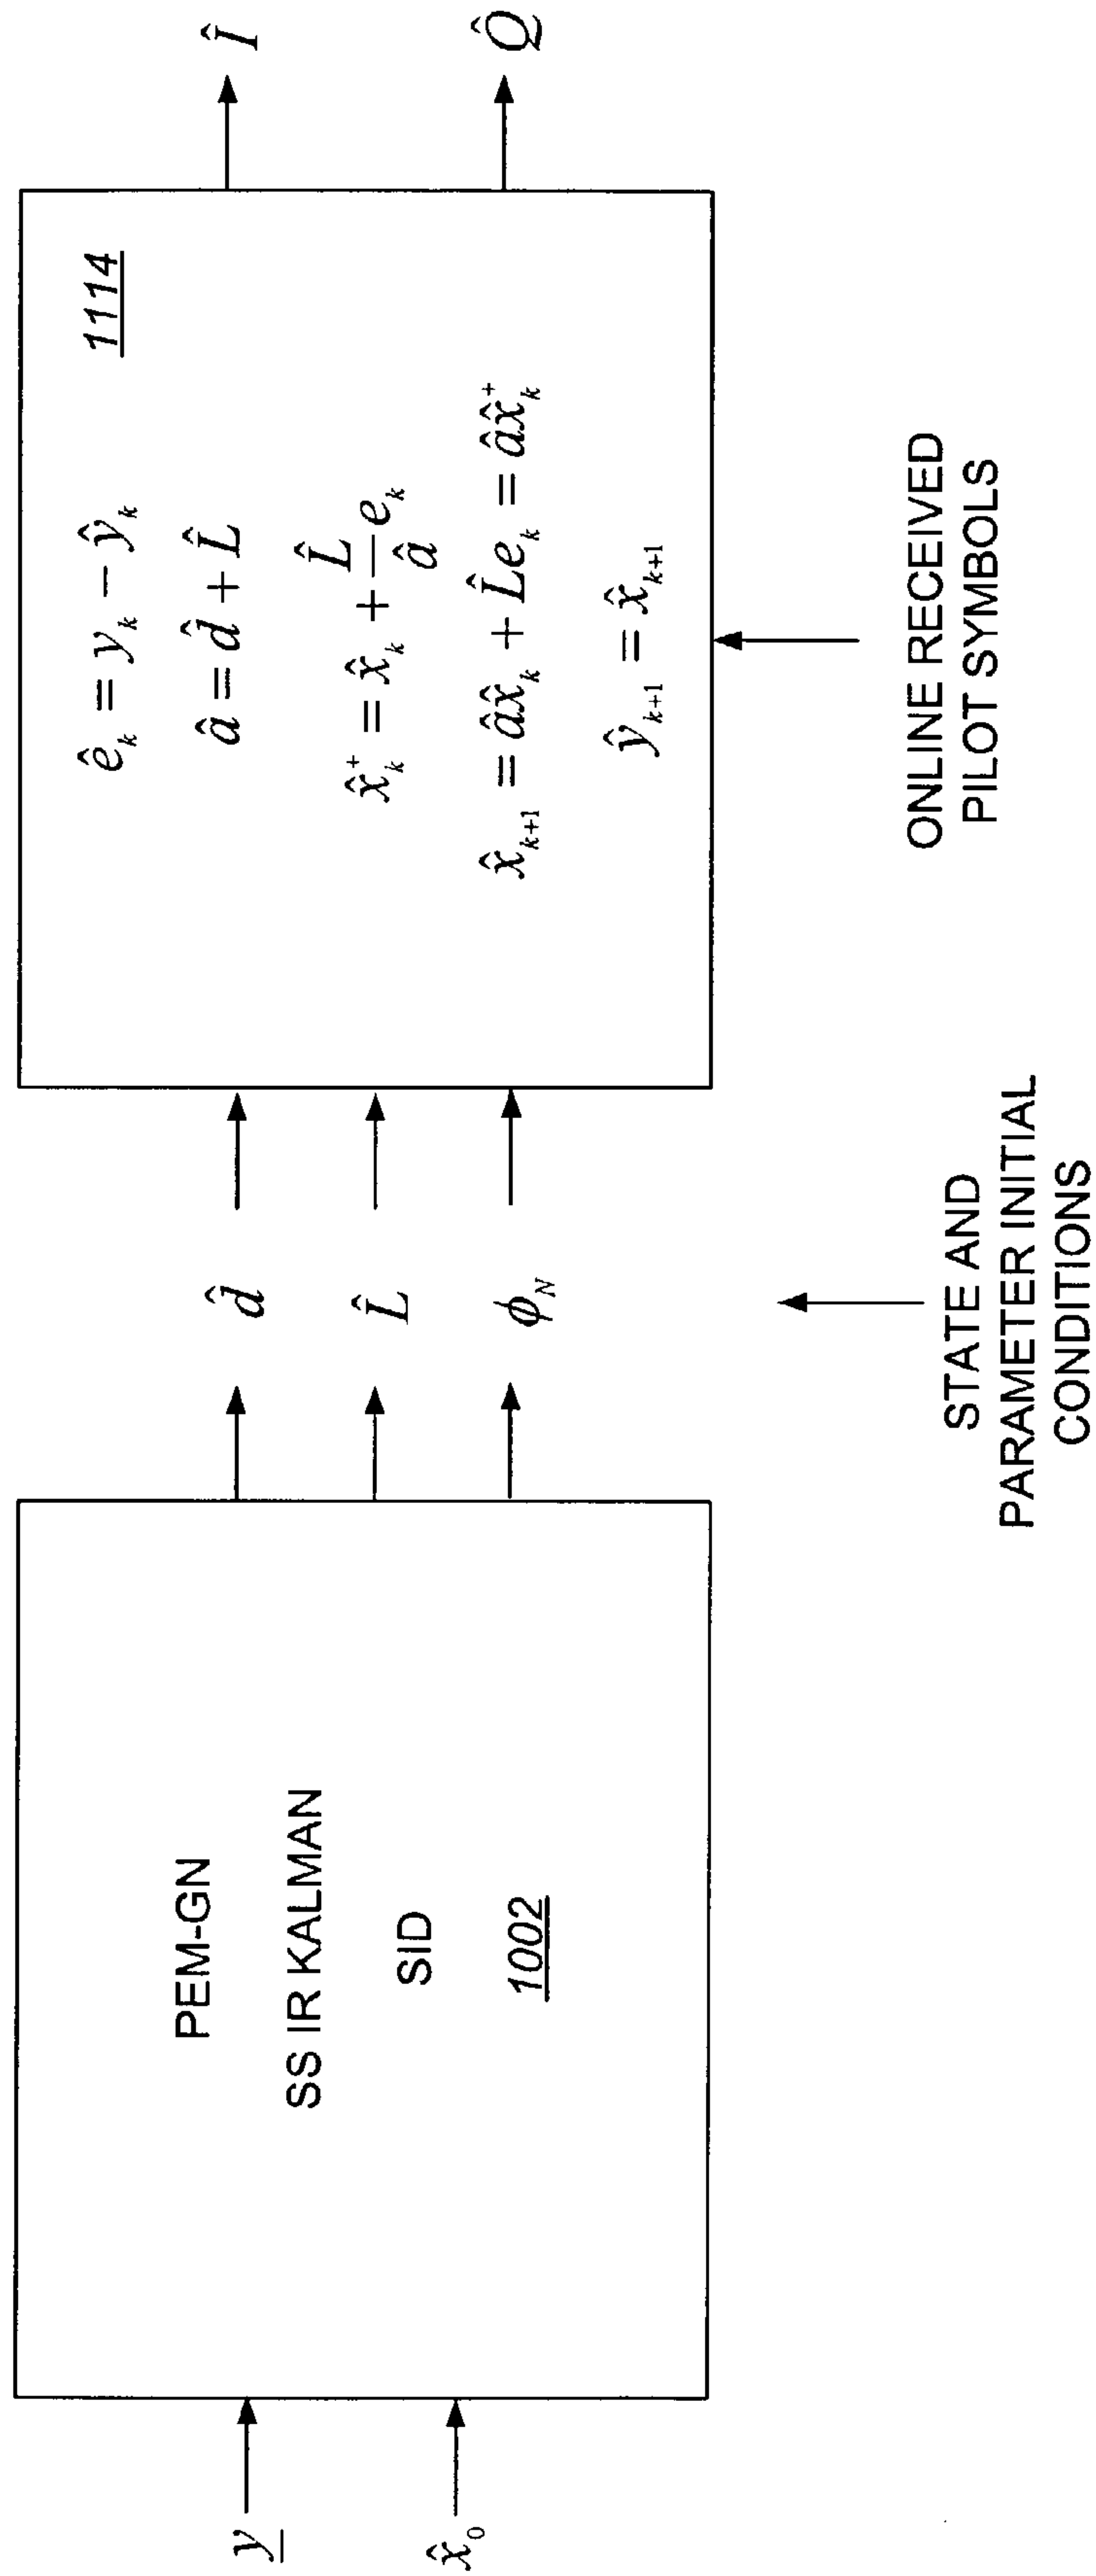 y
x̂₀
PEM-GN
SS IR KALMAN
SID
1002
d̂
L̂
ϕ_N
STATE AND
PARAMETER INITIAL
CONDITIONS
1114
ê_k = y_k − ŷ_k
â = d̂ + L̂
x̂_k⁺ = x̂_k + L̂/â e_k
x̂_{k+1} = âx̂_k + L̂e_k = âx̂_k⁺
ŷ_{k+1} = x̂_{k+1}
ONLINE RECEIVED
PILOT SYMBOLS
Î
Q̂